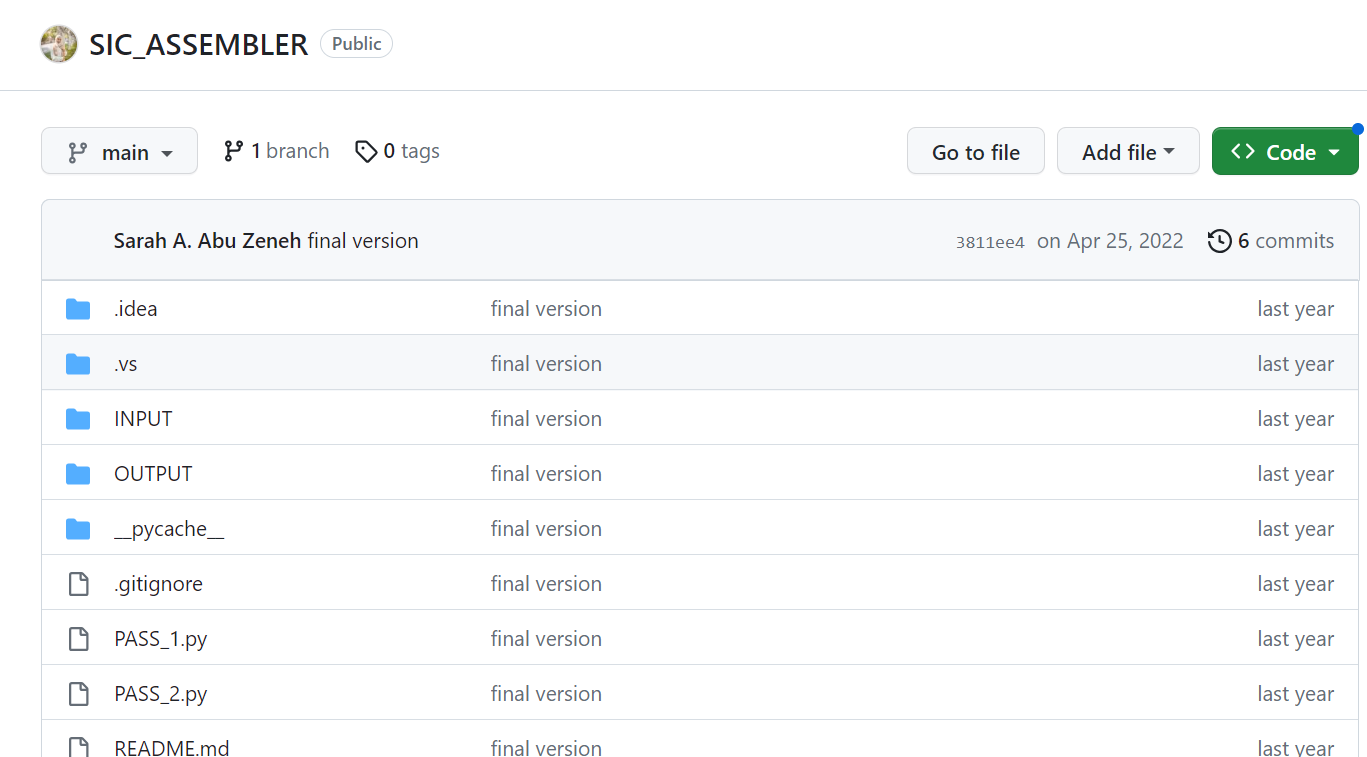 SIC_ASSEMBLER Public
main 1 branch 0 tags Go to file Add file Code
Sarah A. Abu Zeneh final version 3811ee4 on Apr 25, 2022 6 commits
.idea final version last year
.vs final version last year
INPUT final version last year
OUTPUT final version last year
__pycache__ final version last year
.gitignore final version last year
PASS_1.py final version last year
PASS_2.py final version last year
README.md final version last year